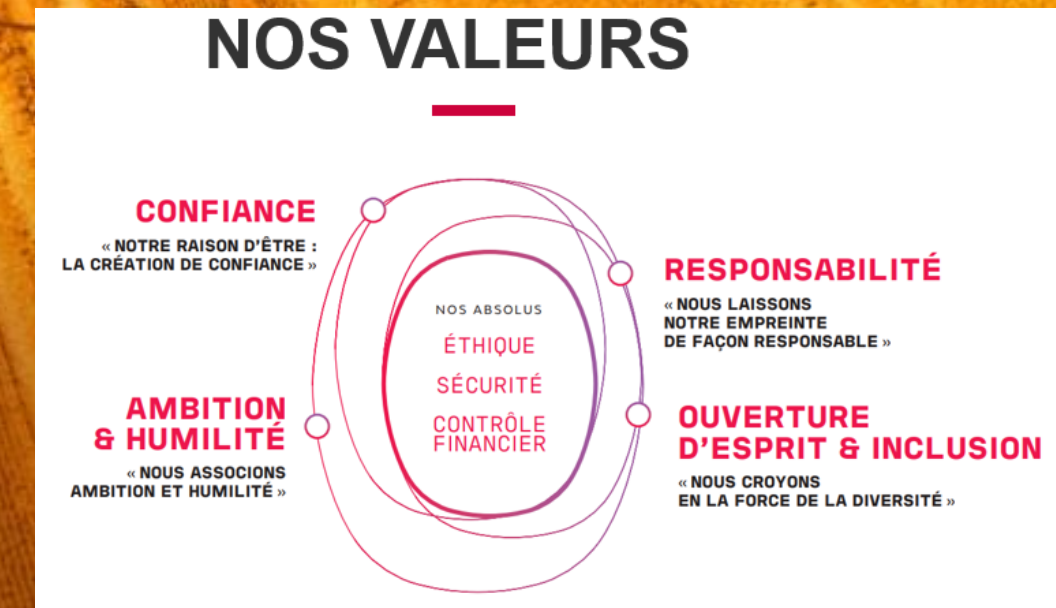 NOS VALEURS
CONFIANCE
« NOTRE RAISON D'ÊTRE :
LA CRÉATION DE CONFIANCE »
RESPONSABILITÉ
« NOUS LAISSONS
NOTRE EMPREINTE
DE FAÇON RESPONSABLE »
NOS ABSOLUS
ÉTHIQUE
SÉCURITÉ
CONTRÔLE
FINANCIER
AMBITION
& HUMILITÉ
« NOUS ASSOCIONS
AMBITION ET HUMILITÉ »
OUVERTURE
D'ESPRIT & INCLUSION
« NOUS CROYONS
EN LA FORCE DE LA DIVERSITÉ »